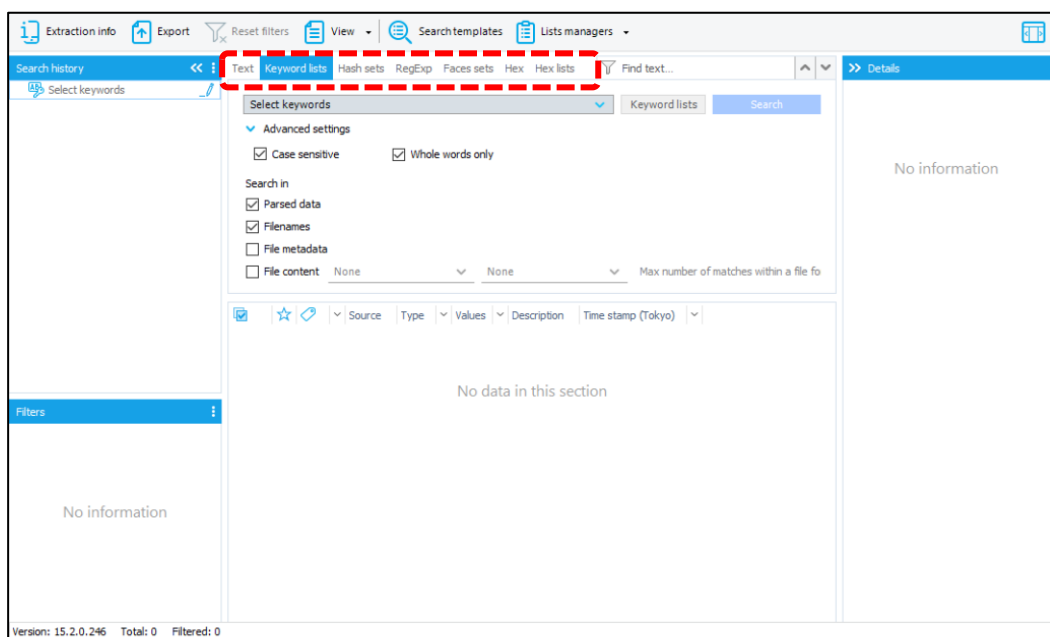 Extraction info Export Reset filters View Search templates Lists managers
Search history
Select keywords
Text Keyword lists Hash sets RegExp Faces sets Hex Hex lists Find text...
Select keywords Keyword lists Search
Advanced settings
Case sensitive Whole words only
Search in
Parsed data
Filenames
File metadata
File content None None Max number of matches within a file fo
Source Type Values Description Time stamp (Tokyo)
No data in this section
Details
No information
Filters
No information
Version: 15.2.0.246 Total: 0 Filtered: 0